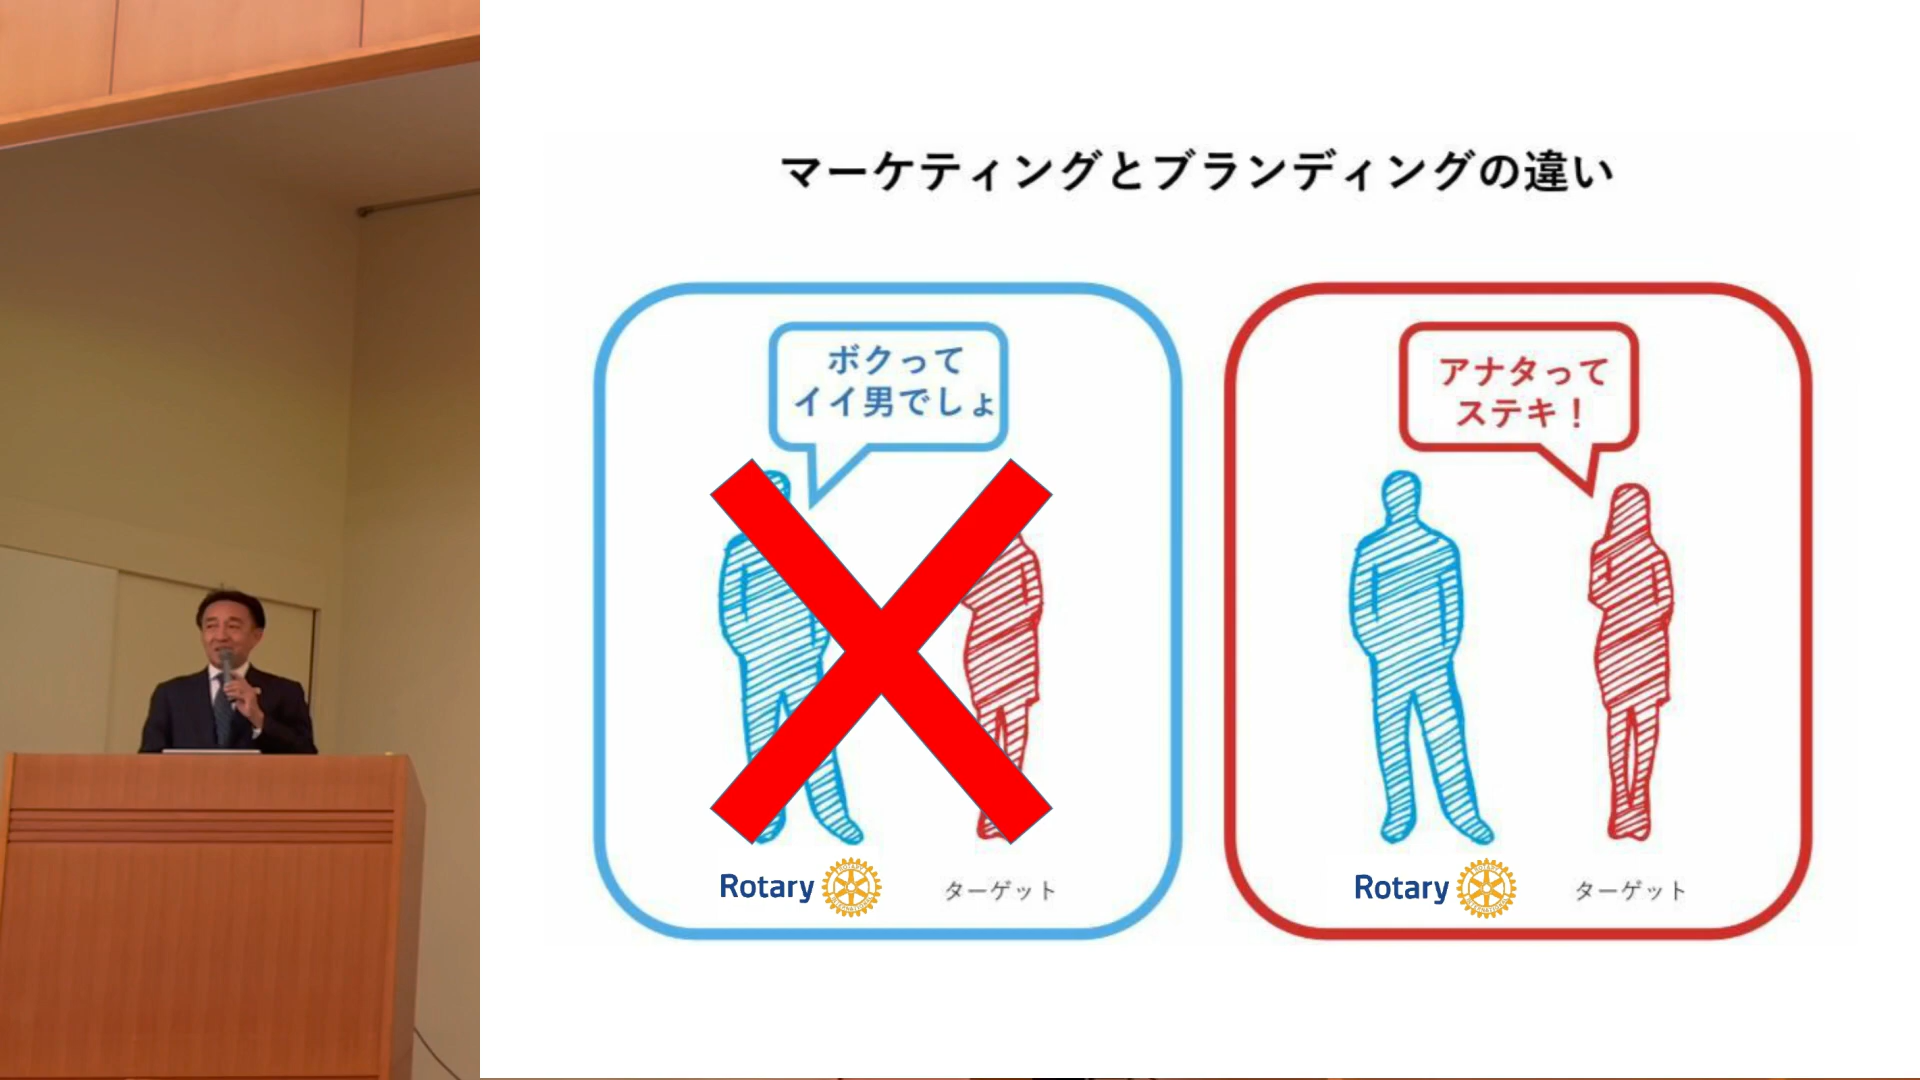 マーケティングとブランディングの違い
ボクって
イイ男でしょ
アナタって
ステキ！
Rotary
ターゲット
Rotary
ターゲット